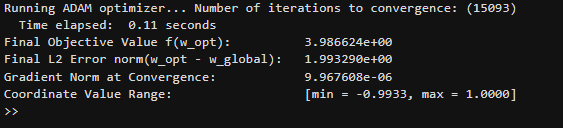 Running ADAM optimizer... Number of iterations to convergence: (15093)
Time elapsed: 0.11 seconds
Final Objective Value f(w_opt): 3.986624e+00
Final L2 Error norm(w_opt - w_global): 1.993290e+00
Gradient Norm at Convergence: 9.967608e-06
Coordinate Value Range: [min = -0.9933, max = 1.0000]
>>